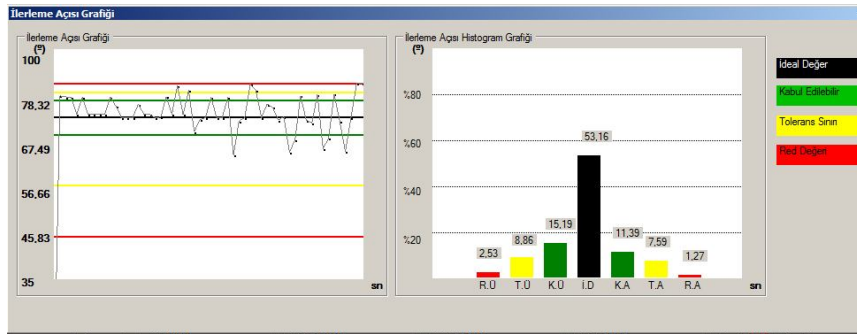 İlerleme Açısı Grafiği
İlerleme Açısı Grafiği
(º)
100
78,32
67,49
56,66
45,83
35
sn
İlerleme Açısı Histogram Grafiği
(º)
%80
%60
%40
%20
2,53
8,86
15,19
53,16
11,39
7,59
1,27
R.Ü T.Ü K.Ü İ.D K.A T.A R.A sn
İdeal Değer
Kabul Edilebilir
Tolerans Sınırı
Red Değeri